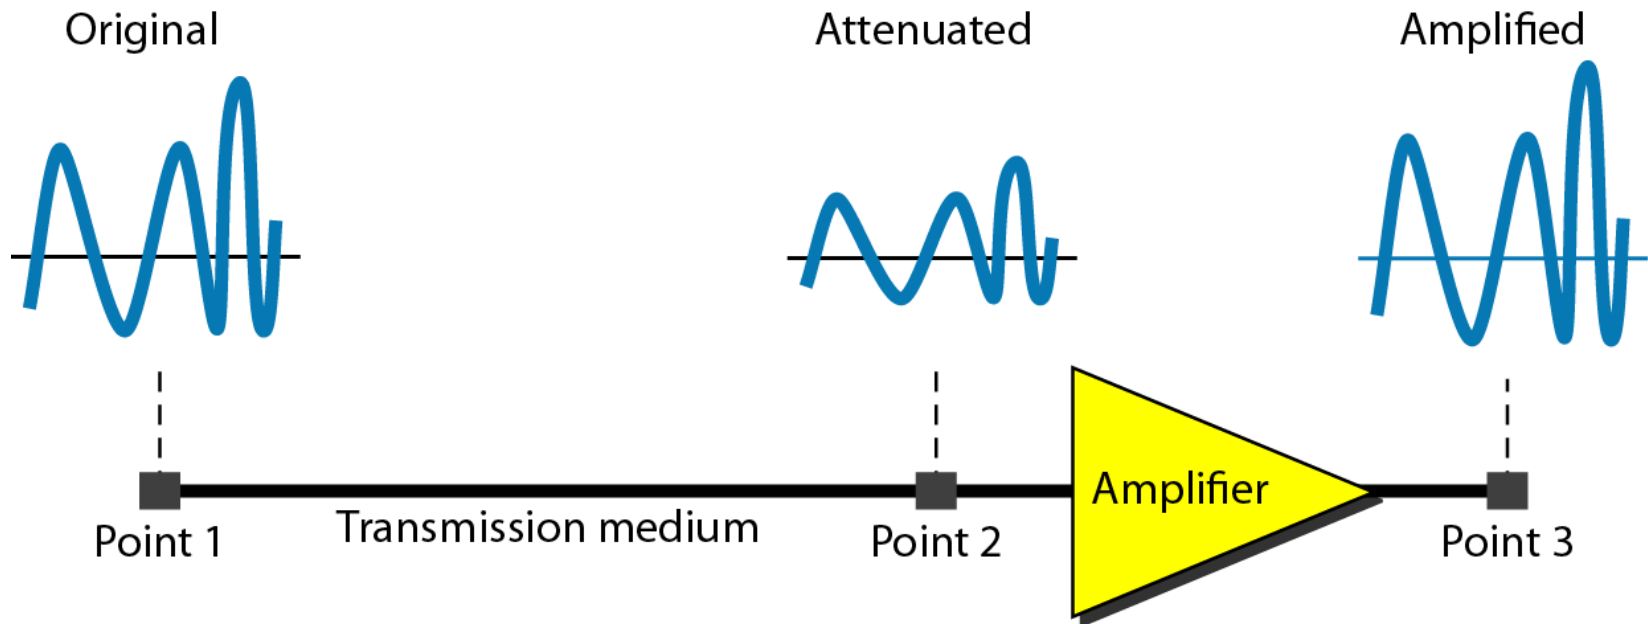 Original
Attenuated
Amplified
Amplifier
Transmission medium
Point 1
Point 2
Point 3